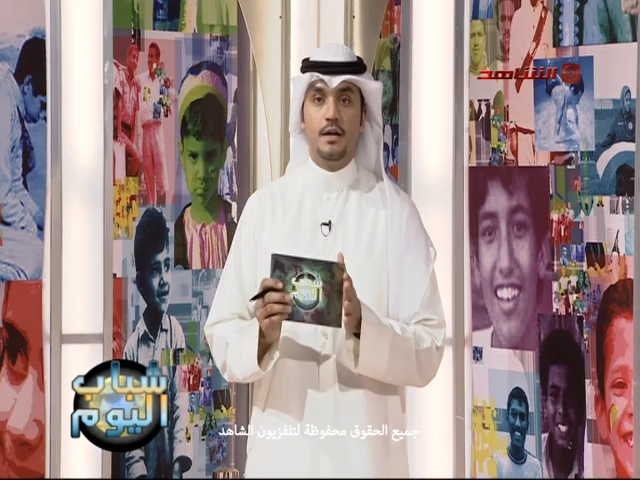 الشاهد
شباب
اليوم
جميع الحقوق محفوظة لتلفزيون الشاهد